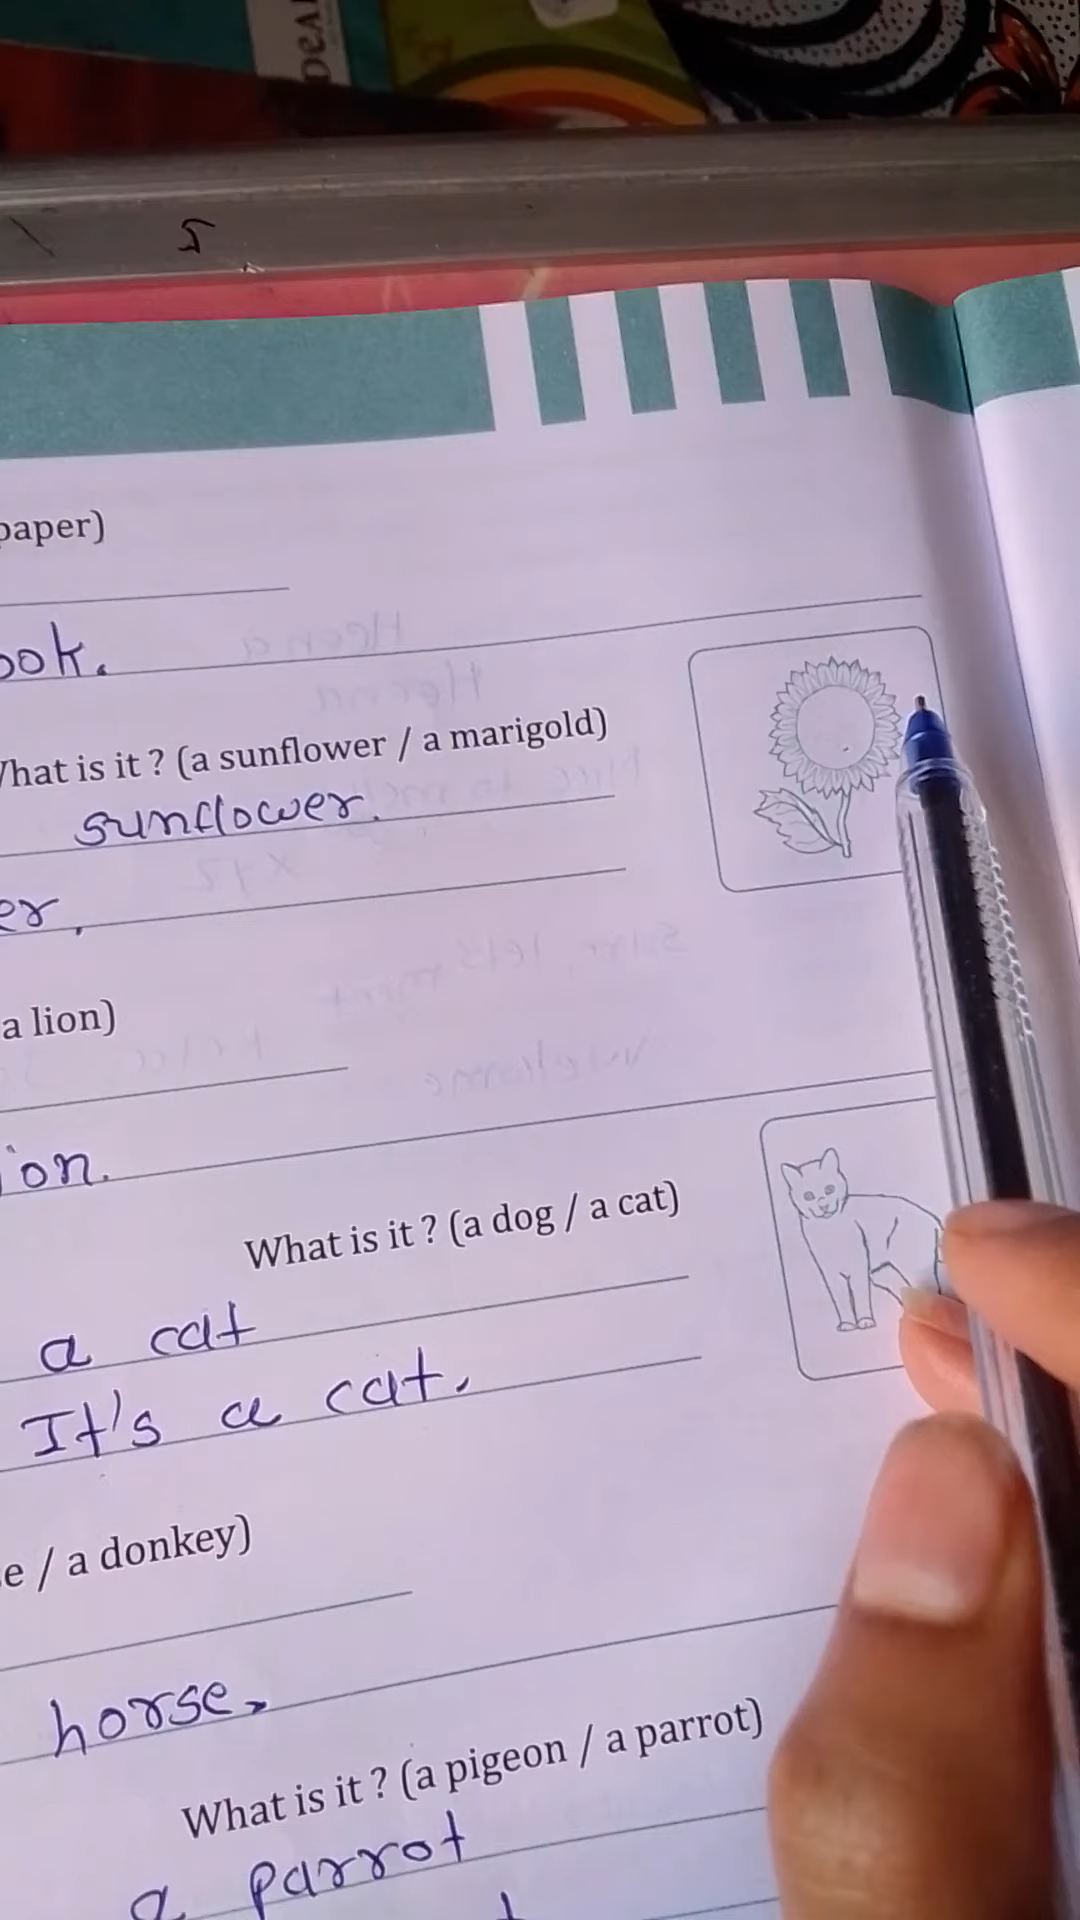 paper)
ook.
What is it ? (a sunflower / a marigold)
sunflower.
er,
a lion)
ion.
What is it ? (a dog / a cat)
a cat
It's a cat.
e / a donkey)
horse.
What is it ? (a pigeon / a parrot)
a parrot